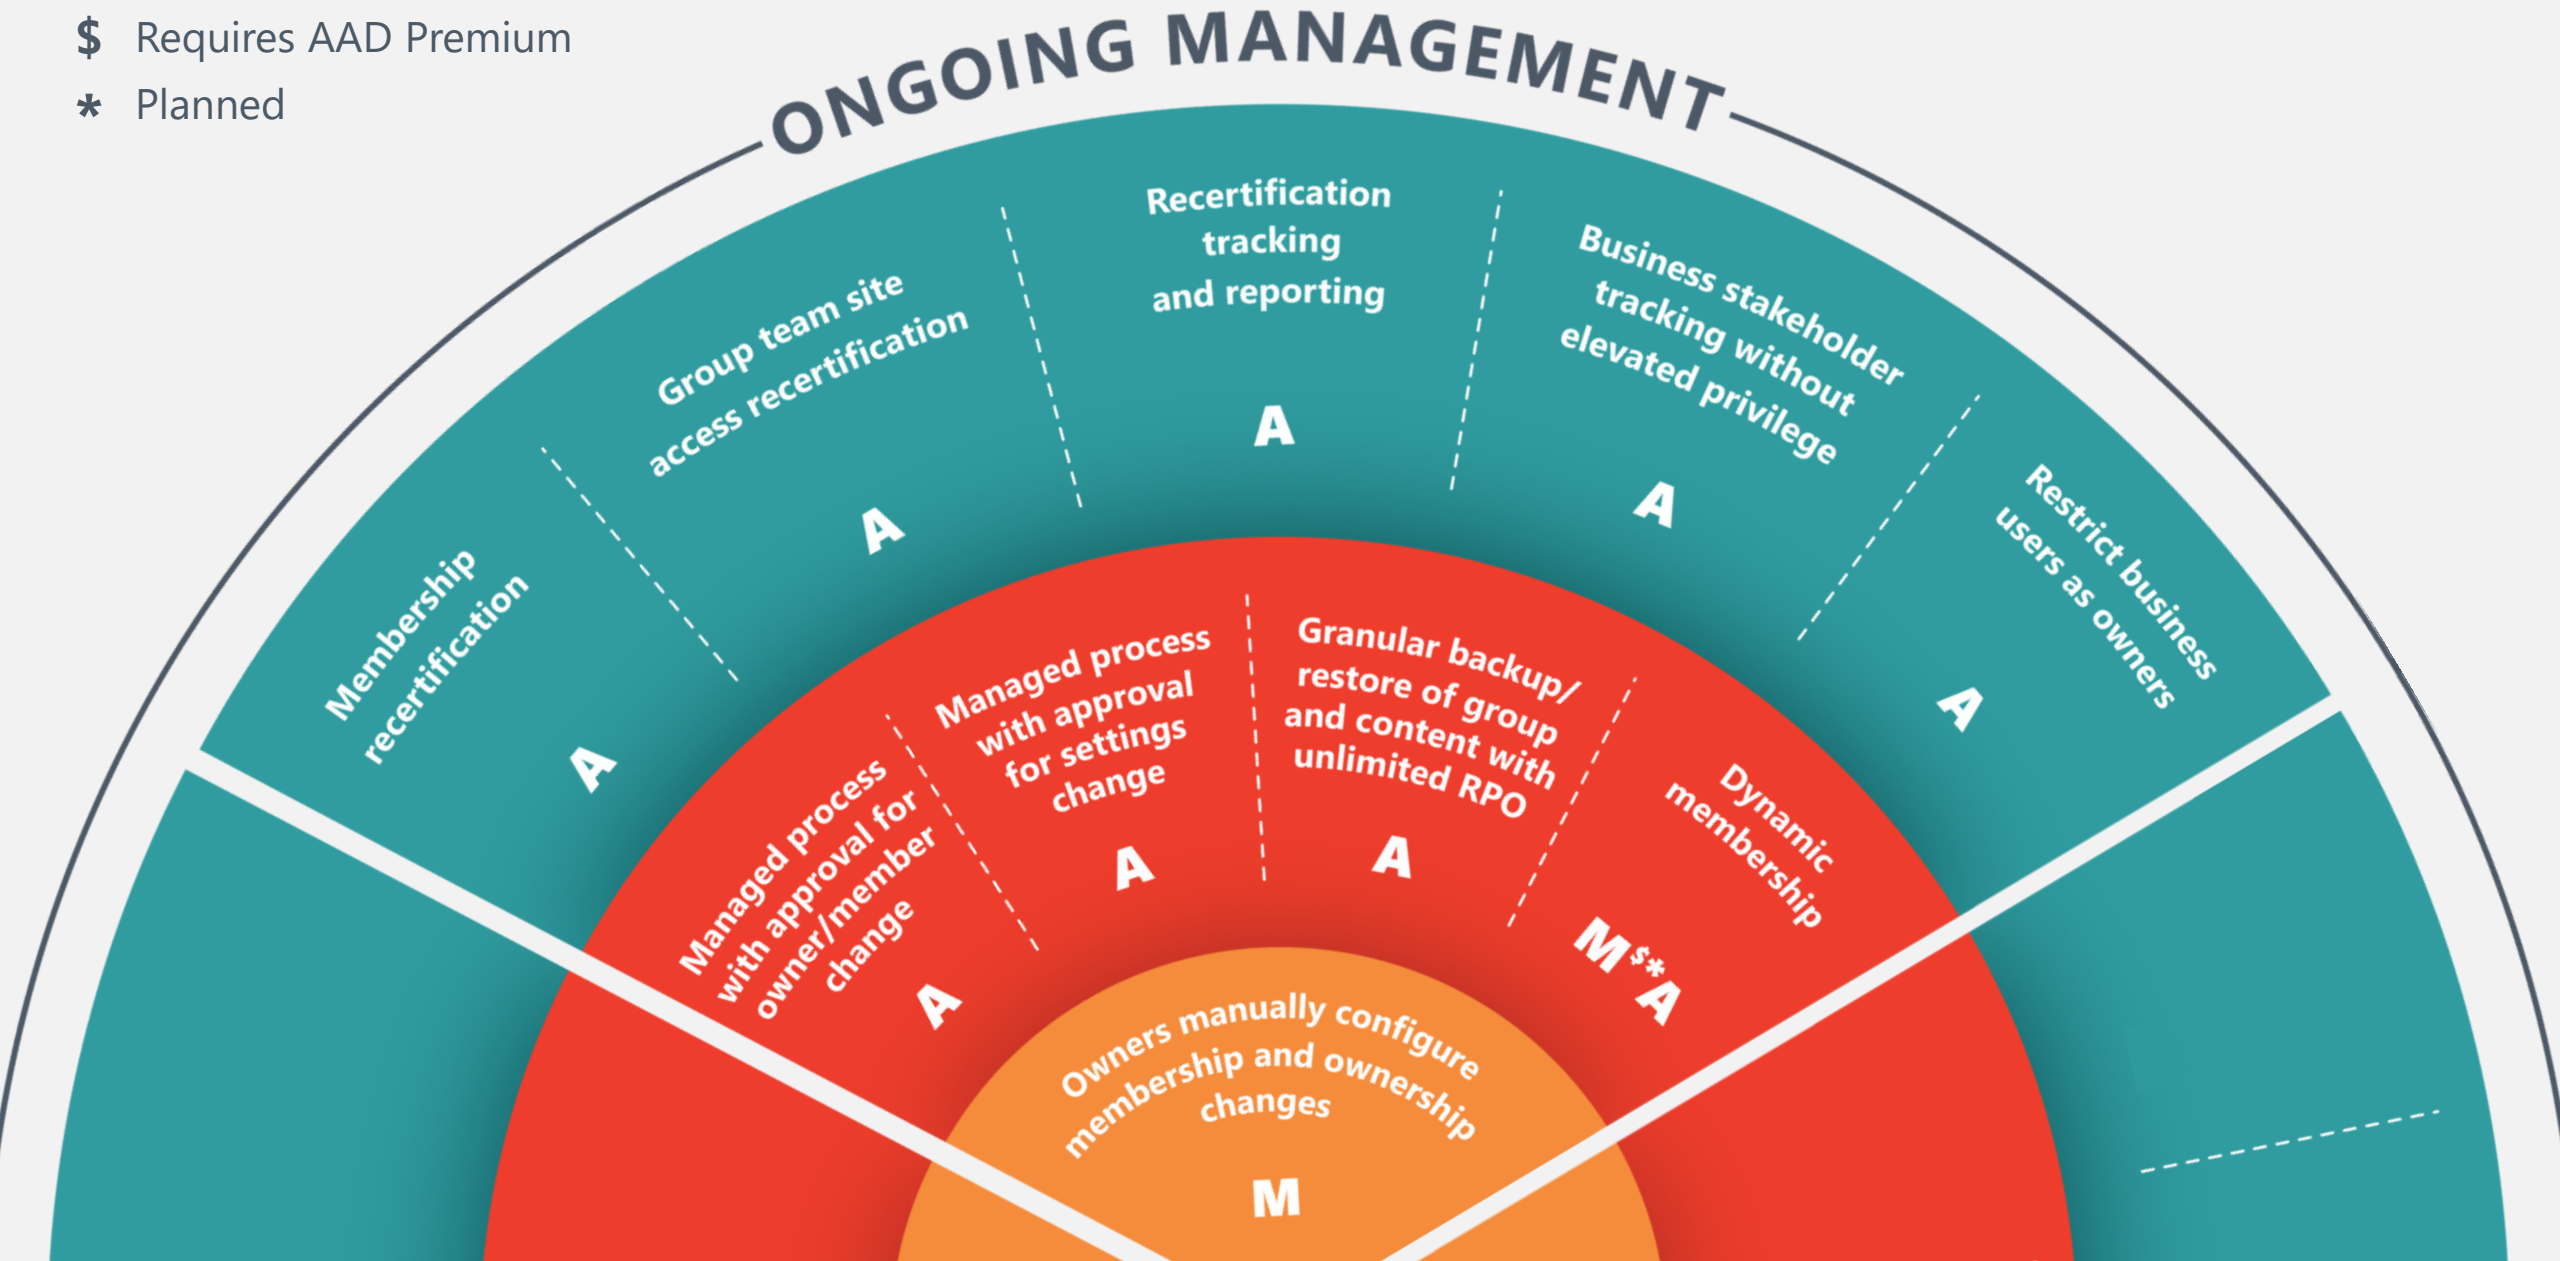 $ Requires AAD Premium
* Planned
ONGOING MANAGEMENT
Membership
recertification
A
Group team site
access recertification
A
Recertification
tracking
and reporting
A
Business stakeholder
tracking without
elevated privilege
A
Restrict business
users as owners
A
Managed process
with approval for
owner/member
change
A
Managed process
with approval
for settings
change
A
Granular backup/
restore of group
and content with
unlimited RPO
A
Dynamic
membership
M$* A
Owners manually configure
membership and ownership
changes
M